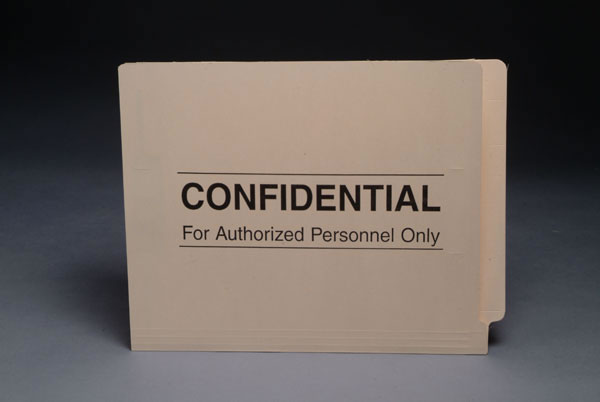 CONFIDENTIAL
For Authorized Personnel Only